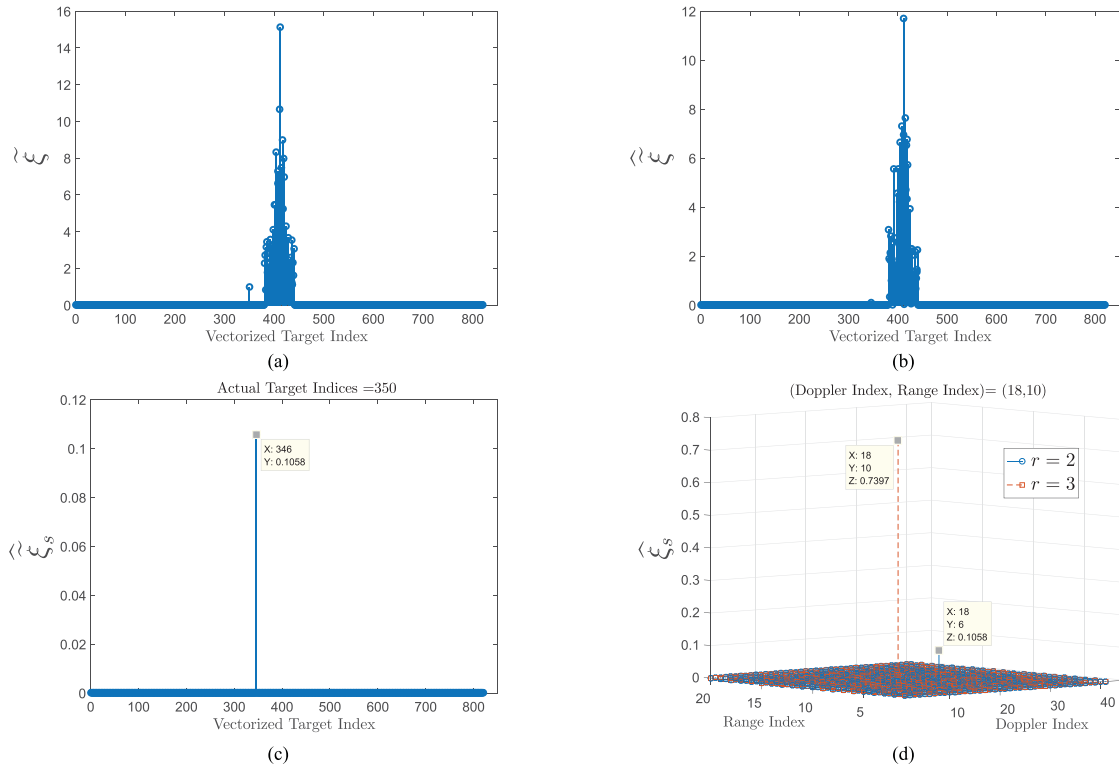 16
14
12
10
8
6
4
2
0
ξ̃
0 100 200 300 400 500 600 700 800
Vectorized Target Index
(a)
12
10
8
6
4
2
0
ξ̃̂
0 100 200 300 400 500 600 700 800
Vectorized Target Index
(b)
Actual Target Indices =350
0.12
0.1
0.08
0.06
0.04
0.02
0
ξ̃̂ₛ
X: 346
Y: 0.1058
0 100 200 300 400 500 600 700 800
Vectorized Target Index
(c)
(Doppler Index, Range Index)= (18,10)
0.8
0.7
0.6
0.5
0.4
0.3
0.2
0.1
0
ξ̂ₛ
X: 18
Y: 10
Z: 0.7397
r = 2
r = 3
X: 18
Y: 6
Z: 0.1058
20 15 10 5
10 20 30 40
Range Index
Doppler Index
(d)